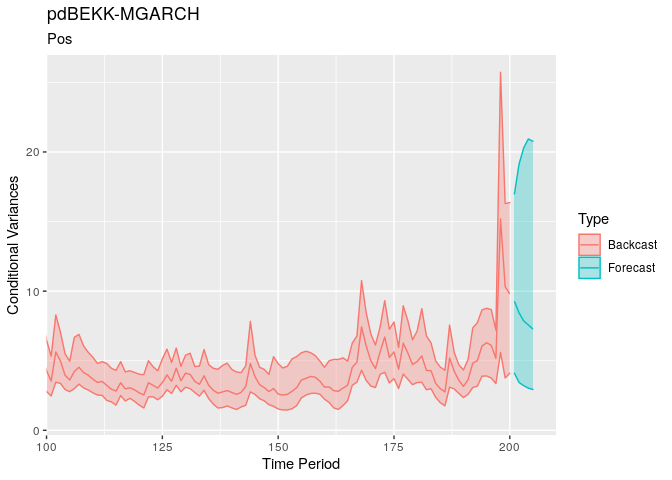 pdBEKK-MGARCH
Pos
Conditional Variances
20
10
0
100
125
150
175
200
Time Period
Type
Backcast
Forecast